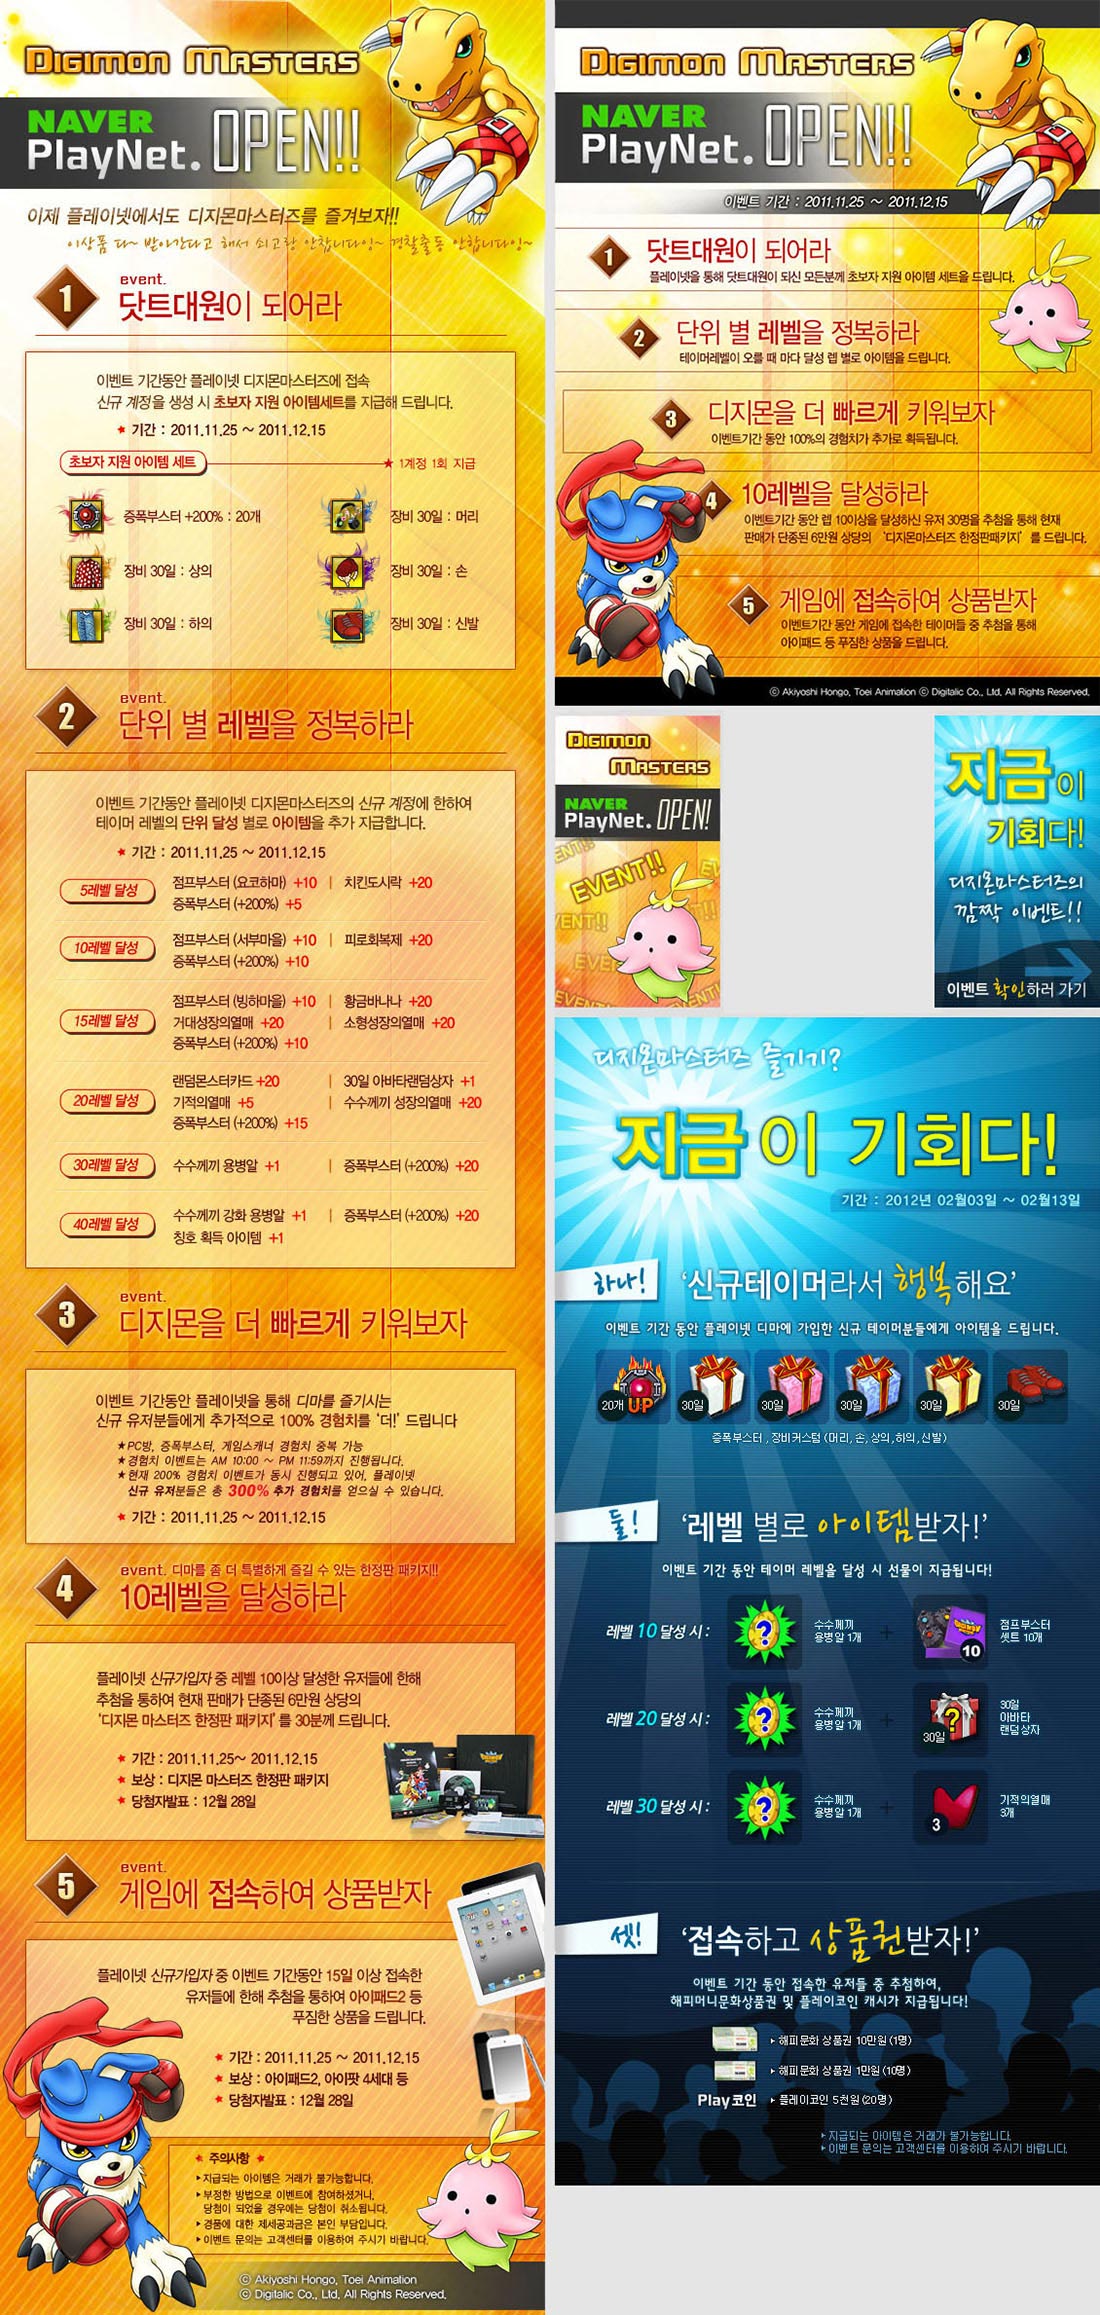 DIGIMON MASTERS
NAVER
PlayNet. OPEN!!
이제 플레이넷에서도 디지몬마스터즈를 즐겨보자!!
이상품 다~ 받아간다고 해서 쇠고랑 안찹니다잉~ 경찰출동 안합니다잉~
1
event.
닷트대원이 되어라
이벤트 기간동안 플레이넷 디지몬마스터즈에 접속
신규 계정을 생성 시 초보자 지원 아이템세트를 지급해 드립니다.
★ 기간 : 2011.11.25 ~ 2011.12.15
초보자 지원 아이템 세트
★ 1계정 1회 지급
증폭부스터 +200% : 20개
장비 30일 : 머리
장비 30일 : 상의
장비 30일 : 손
장비 30일 : 하의
장비 30일 : 신발
2
event.
단위 별 레벨을 정복하라
이벤트 기간동안 플레이넷 디지몬마스터즈의 신규 계정에 한하여
테이머 레벨의 단위 달성 별로 아이템을 추가 지급합니다.
★ 기간 : 2011.11.25 ~ 2011.12.15
5레벨 달성
점프부스터 (요코하마) +10 | 치킨도시락 +20
증폭부스터 (+200%) +5
10레벨 달성
점프부스터 (서부마을) +10 | 피로회복제 +20
증폭부스터 (+200%) +10
15레벨 달성
점프부스터 (빙하마을) +10 | 황금바나나 +20
거대성장의열매 +20 | 소형성장의열매 +20
증폭부스터 (+200%) +10
20레벨 달성
랜덤몬스터카드 +20 | 30일 아바타랜덤상자 +1
기적의열매 +5 | 수수께끼 성장의열매 +20
증폭부스터 (+200%) +15
30레벨 달성
수수께끼 용병알 +1 | 증폭부스터 (+200%) +20
40레벨 달성
수수께끼 강화 용병알 +1 | 증폭부스터 (+200%) +20
칭호 획득 아이템 +1
3
event.
디지몬을 더 빠르게 키워보자
이벤트 기간동안 플레이넷을 통해 디마를 즐기시는
신규 유저분들에게 추가적으로 100% 경험치를 '더!' 드립니다
★PC방, 증폭부스터, 게임스캐너 경험치 중복 가능
★경험치 이벤트는 AM 10:00 ~ PM 11:59까지 진행됩니다.
★현재 200% 경험치 이벤트가 동시 진행되고 있어, 플레이넷
신규 유저분들은 총 300% 추가 경험치를 얻으실 수 있습니다.
★ 기간 : 2011.11.25 ~ 2011.12.15
4
event. 디마를 좀 더 특별하게 즐길 수 있는 한정판 패키지!!
10레벨을 달성하라
플레이넷 신규가입자 중 레벨 10이상 달성한 유저들에 한해
추첨을 통하여 현재 판매가 단종된 6만원 상당의
'디지몬 마스터즈 한정판 패키지' 를 30분께 드립니다.
★ 기간 : 2011.11.25~ 2011.12.15
★ 보상 : 디지몬 마스터즈 한정판 패키지
★ 당첨자발표 : 12월 28일
5
event.
게임에 접속하여 상품받자
플레이넷 신규가입자 중 이벤트 기간동안 15일 이상 접속한
유저들에 한해 추첨을 통하여 아이패드2 등
푸짐한 상품을 드립니다.
★ 기간 : 2011.11.25 ~ 2011.12.15
★ 보상 : 아이패드2, 아이팟 4세대 등
★ 당첨자발표 : 12월 28일
★ 주의사항 ★
▶지급되는 아이템은 거래가 불가능합니다.
▶부정한 방법으로 이벤트에 참여하셨거나,
당첨이 되었을 경우에는 당첨이 취소됩니다.
▶경품에 대한 제세공과금은 본인 부담입니다.
▶이벤트 문의는 고객센터를 이용하여 주시기 바랍니다.
ⓒ Akiyoshi Hongo, Toei Animation
ⓒ Digitalic Co., Ltd. All Rights Reserved.
DIGIMON MASTERS
NAVER
PlayNet. OPEN!!
이벤트 기간 : 2011.11.25 ~ 2011.12.15
1
닷트대원이 되어라
플레이넷을 통해 닷트대원이 되신 모든분께 초보자 지원 아이템 세트을 드립니다.
2
단위 별 레벨을 정복하라
테이머레벨이 오를 때 마다 달성 렙 별로 아이템을 드립니다.
3
디지몬을 더 빠르게 키워보자
이벤트기간 동안 100%의 경험치가 추가로 획득됩니다.
4
10레벨을 달성하라
이벤트기간 동안 렙 10이상을 달성하신 유저 30명을 추첨을 통해 현재
판매가 단종된 6만원 상당의 '디지몬마스터즈 한정판패키지' 를 드립니다.
5
게임에 접속하여 상품받자
이벤트기간 동안 게임에 접속한 테이머들 중 추첨을 통해
아이패드 등 푸짐한 상품을 드립니다.
ⓒ Akiyoshi Hongo, Toei Animation ⓒ Digitalic Co., Ltd. All Rights Reserved.
DIGIMON
MASTERS
NAVER
PlayNet. OPEN!
EVENT!!
지금이
기회다!
디지몬마스터즈의
깜짝 이벤트!!
이벤트 확인하러 가기
디지몬마스터즈 즐기기?
지금이 기회다!
기간 : 2012년 02월03일 ~ 02월13일
하나!
'신규테이머라서 행복해요'
이벤트 기간 동안 플레이넷 디마에 가입한 신규 테이머분들에게 아이템을 드립니다.
20개 UP 30일 30일 30일 30일 30일
증폭부스터 , 장비커스텀 (머리, 손, 상의,하의,신발)
둘!
'레벨 별로 아이템받자!'
이벤트 기간 동안 테이머 레벨을 달성 시 선물이 지급됩니다!
레벨 10 달성 시 :
수수께끼
용병알 1개
+
10
점프부스터
셋트 10개
레벨 20 달성 시 :
수수께끼
용병알 1개
+
30일
30일
아바타
랜덤상자
레벨 30 달성 시 :
수수께끼
용병알 1개
+
3
기적의열매
3개
셋!
'접속하고 상품권받자!'
이벤트 기간 동안 접속한 유저들 중 추첨하여,
해피머니문화상품권 및 플레이코인 캐시가 지급됩니다!
▶ 해피문화 상품권 10만원 (1명)
▶ 해피문화 상품권 1만원 (10명)
Play코인 ▶ 플레이코인 5천원 (20명)
▶지급되는 아이템은 거래가 불가능합니다.
▶이벤트 문의는 고객센터를 이용하여 주시기 바랍니다.